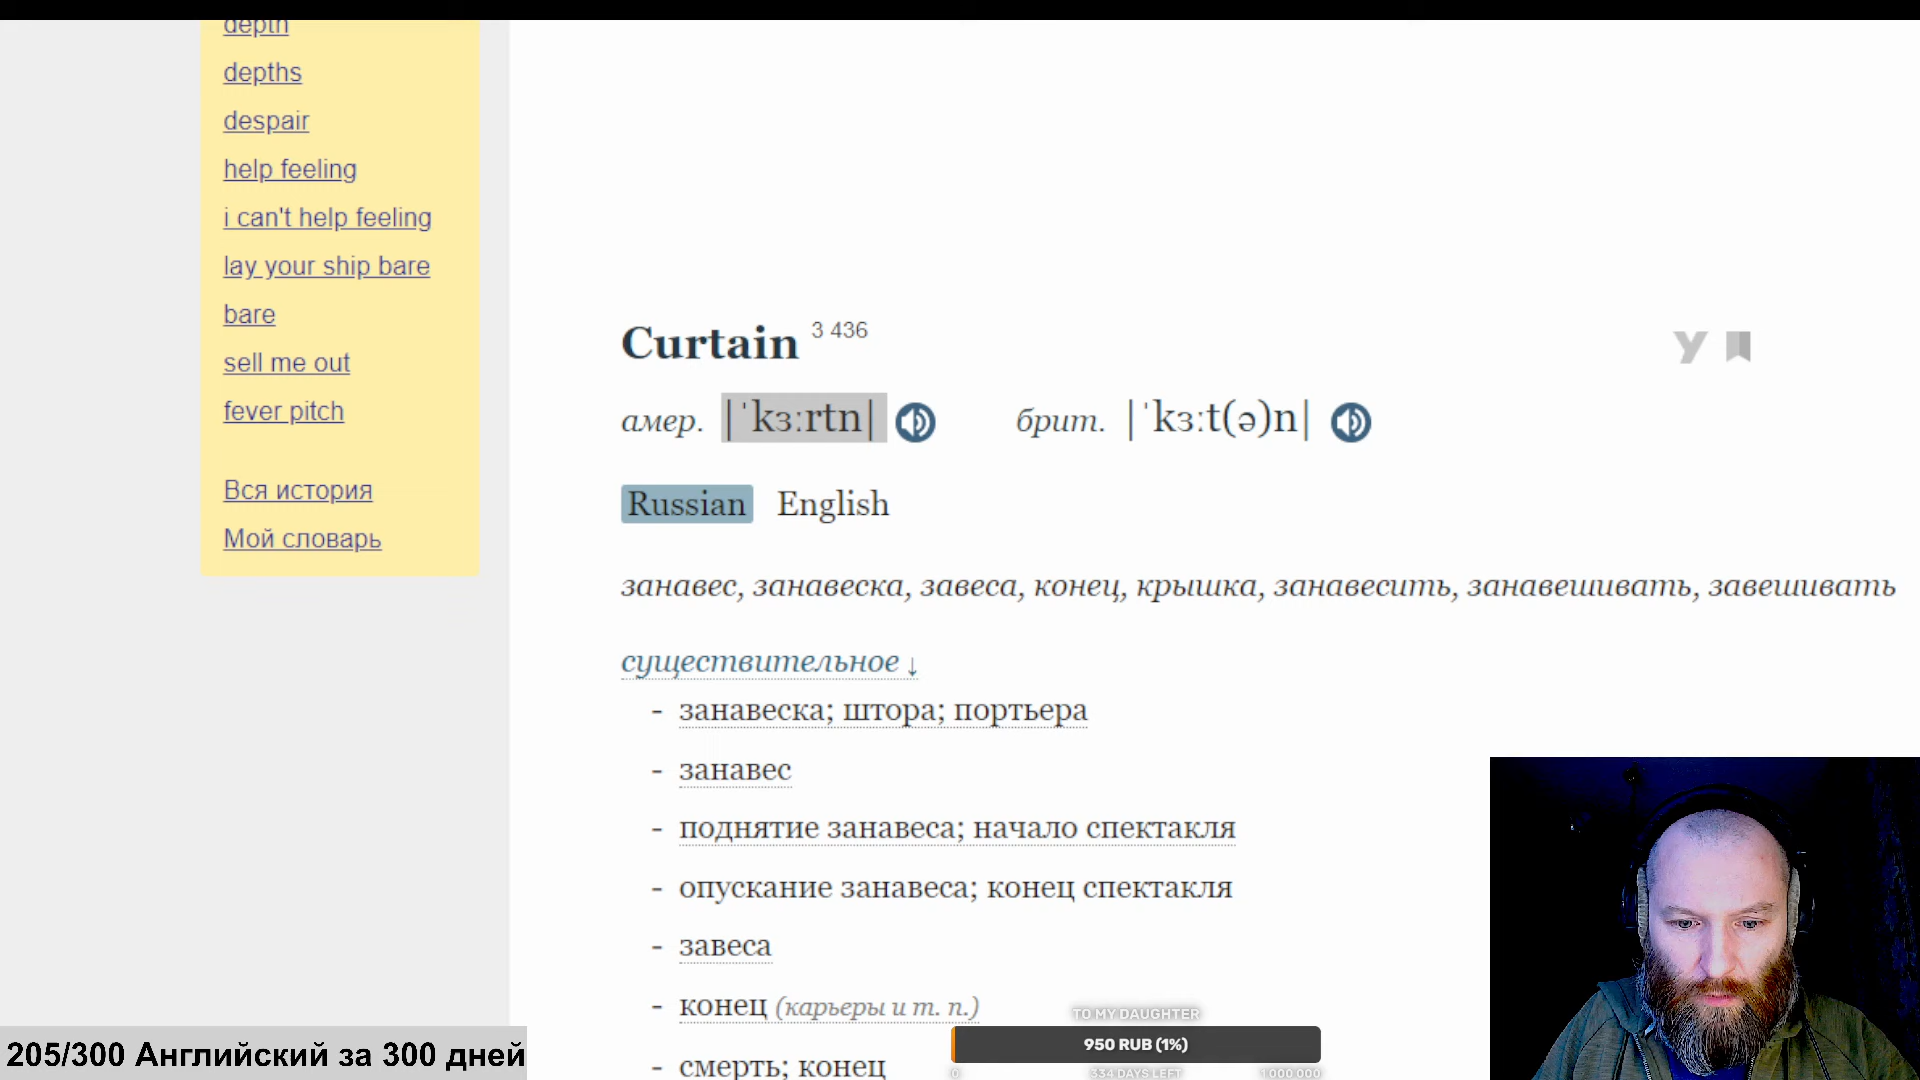 depth
depths
despair
help feeling
i can't help feeling
lay your ship bare
bare
sell me out
fever pitch
Вся история
Мой словарь
Curtain 3 436
амер. |ˈkɜːrtn| брит. |ˈkɜːt(ə)n|
Russian English
занавес, занавеска, завеса, конец, крышка, занавесить, занавешивать, завешивать
существительное ↓
- занавеска; штора; портьера
- занавес
- поднятие занавеса; начало спектакля
- опускание занавеса; конец спектакля
- завеса
- конец (карьеры и т. п.)
- смерть; конец
TO MY DAUGHTER
950 RUB (1%)
0 334 DAYS LEFT 1 000 000
205/300 Английский за 300 дней